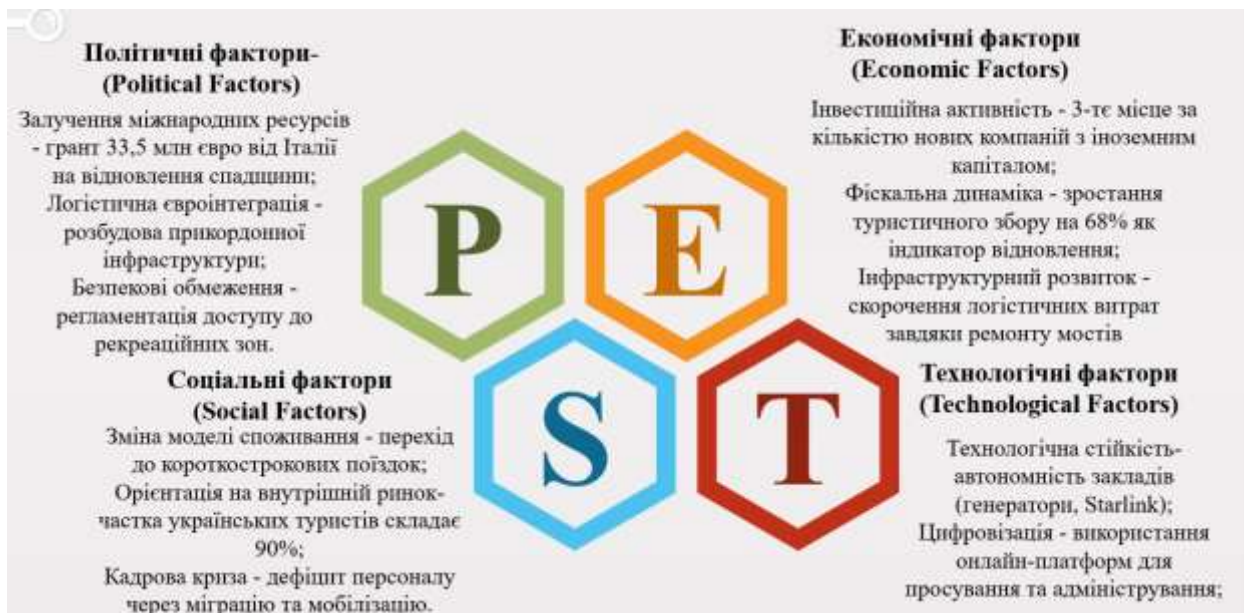 Політичні фактори-
(Political Factors)
Залучення міжнародних ресурсів
- грант 33,5 млн євро від Італії
на відновлення спадщини;
Логістична євроінтеграція -
розбудова прикордонної
інфраструктури;
Безпекові обмеження -
регламентація доступу до
рекреаційних зон.
Економічні фактори
(Economic Factors)
Інвестиційна активність - 3-тє місце за
кількістю нових компаній з іноземним
капіталом;
Фіскальна динаміка - зростання
туристичного збору на 68% як
індикатор відновлення;
Інфраструктурний розвиток -
скорочення логістичних витрат
завдяки ремонту мостів
P
E
S
T
Соціальні фактори
(Social Factors)
Зміна моделі споживання - перехід
до короткострокових поїздок;
Орієнтація на внутрішній ринок-
частка українських туристів складає
90%;
Кадрова криза - дефіцит персоналу
через міграцію та мобілізацію.
Технологічні фактори
(Technological Factors)
Технологічна стійкість-
автономність закладів
(генератори, Starlink);
Цифровізація - використання
онлайн-платформ для
просування та адміністрування;